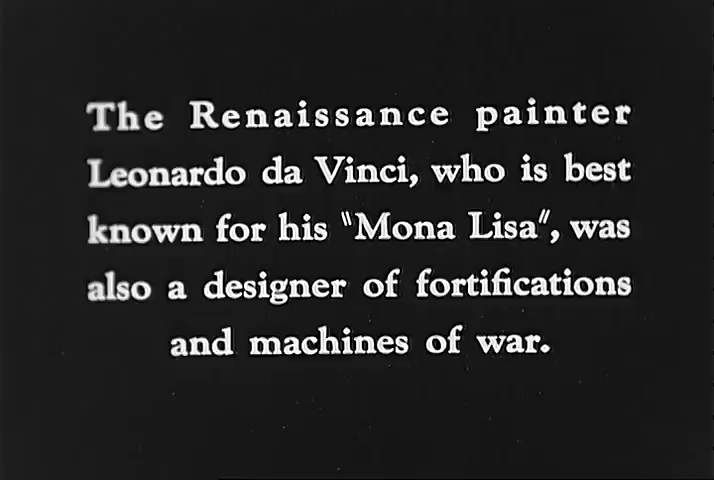 The Renaissance painter
Leonardo da Vinci, who is best
known for his "Mona Lisa", was
also a designer of fortifications
and machines of war.